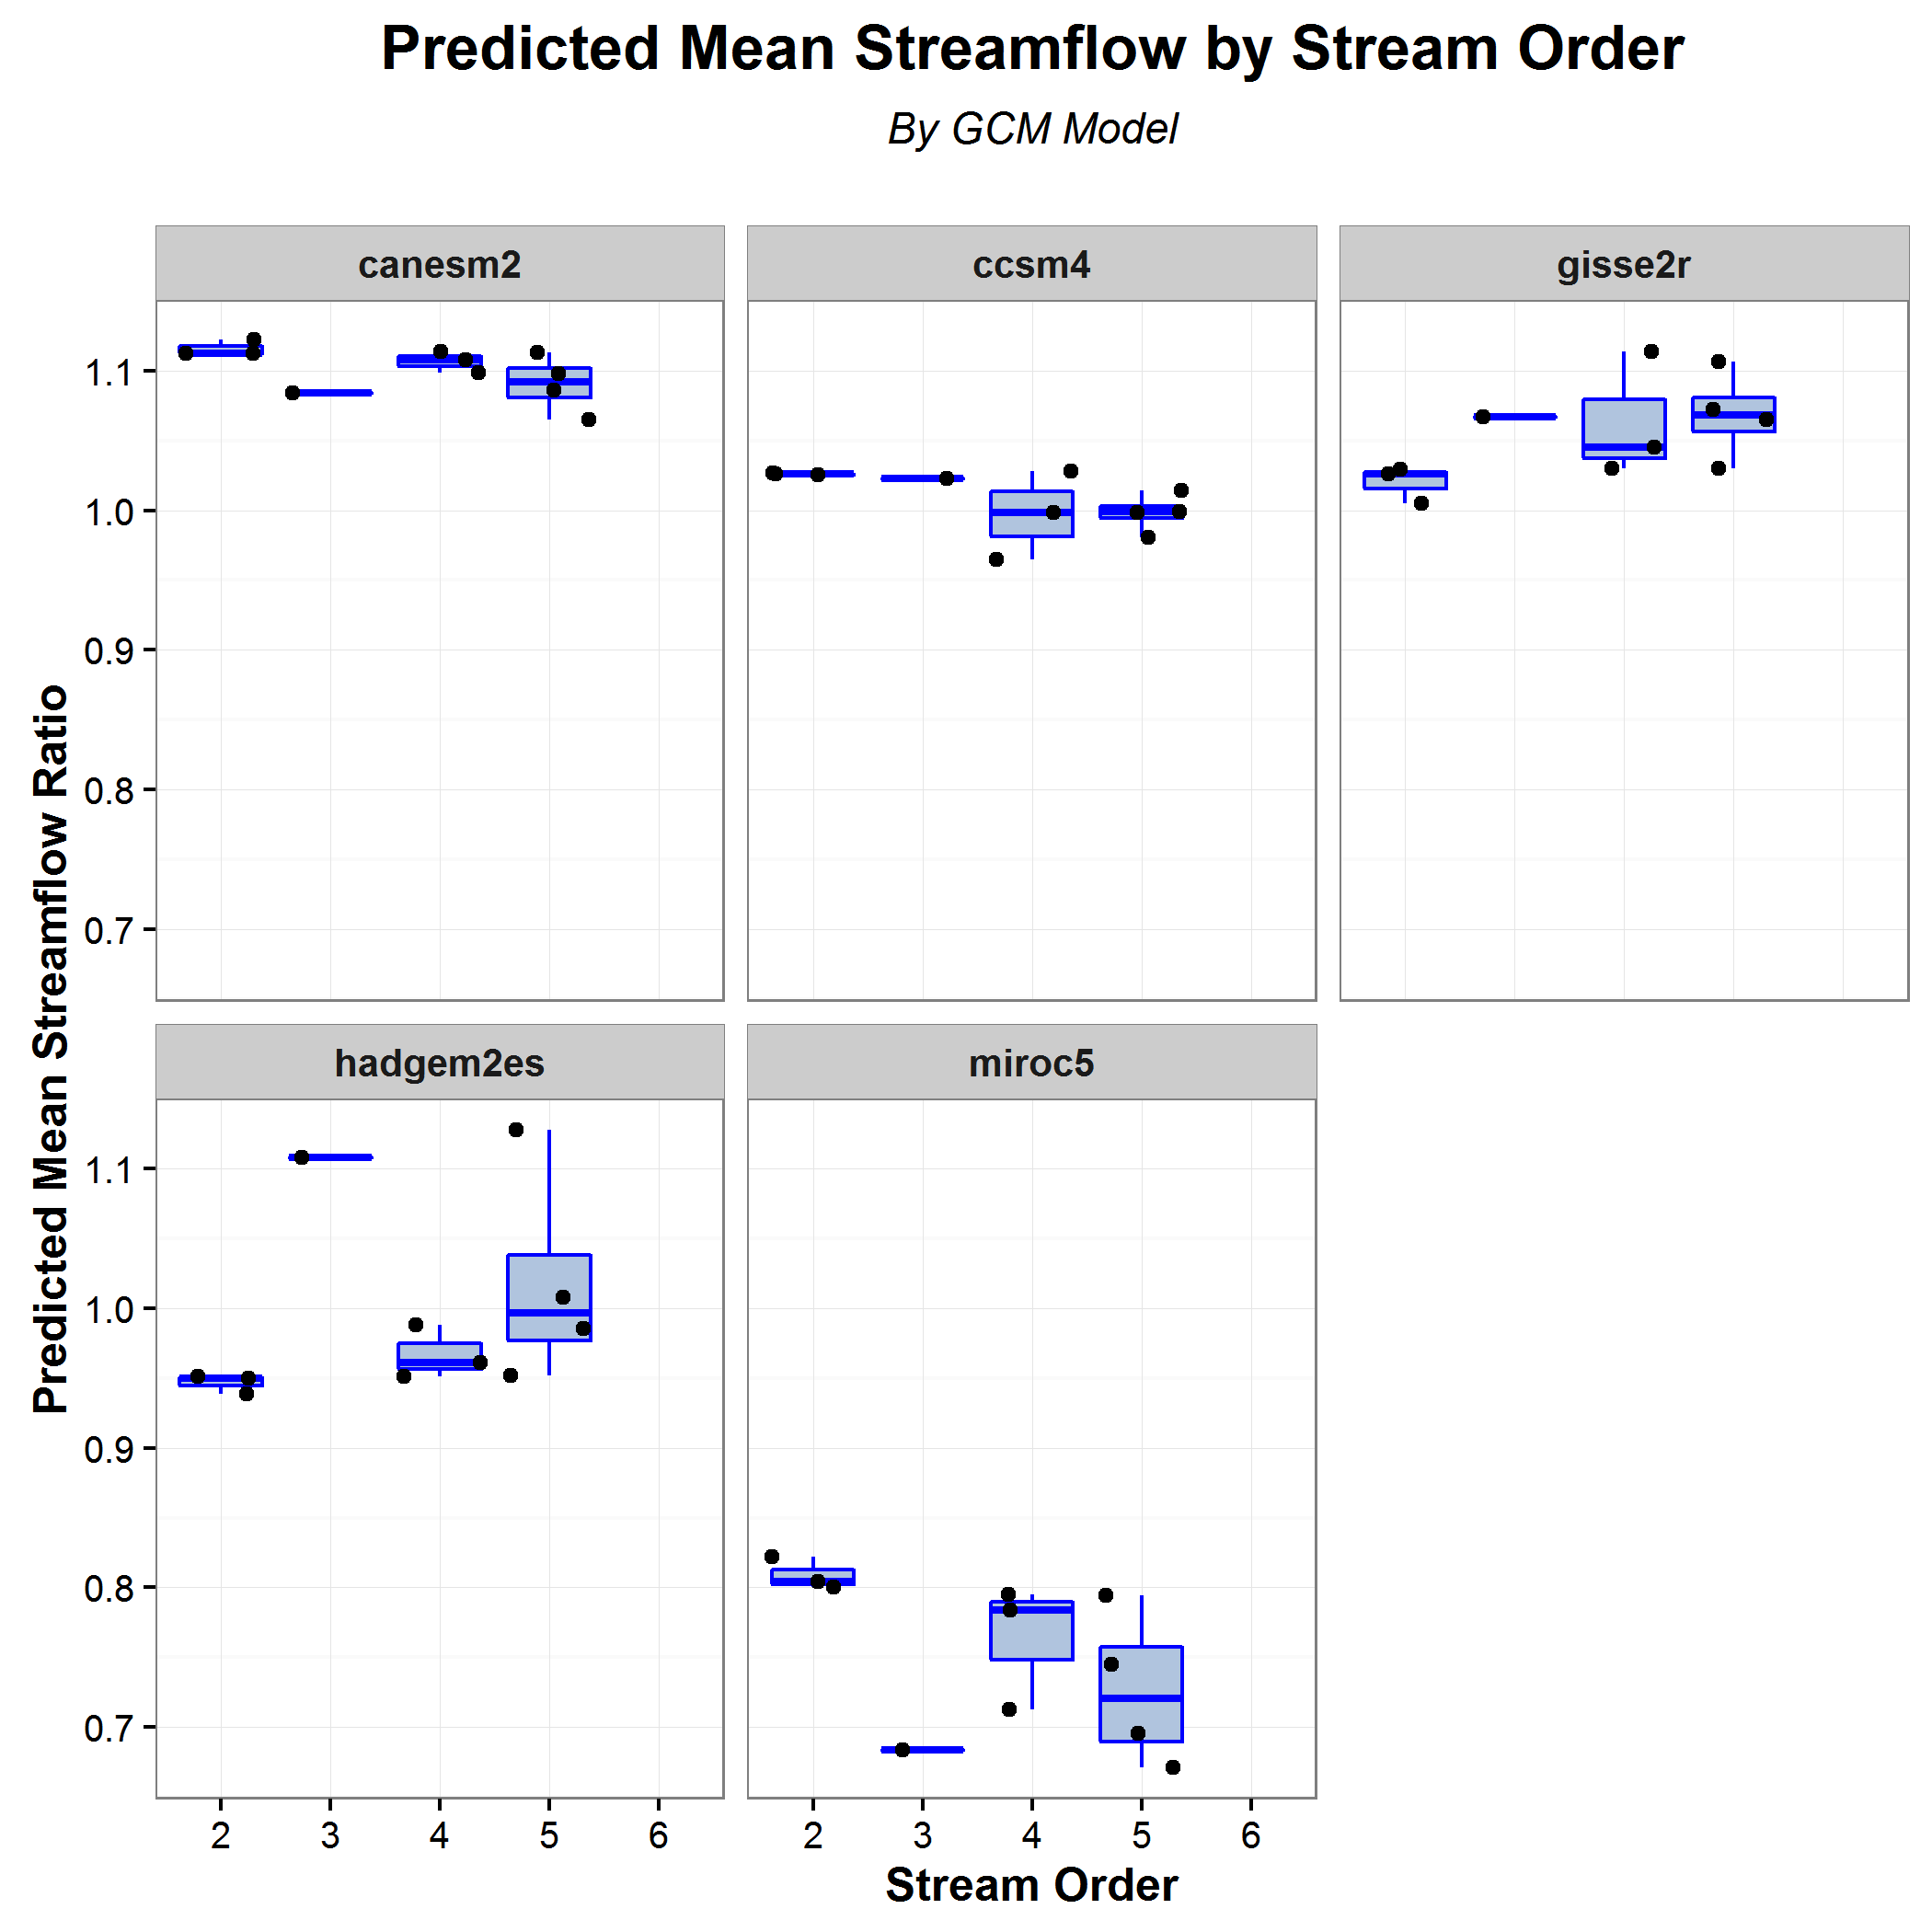 Predicted Mean Streamflow by Stream Order
By GCM Model
canesm2
ccsm4
gisse2r
1.1
1.0
0.9
0.8
0.7
Predicted Mean Streamflow Ratio
hadgem2es
miroc5
1.1
1.0
0.9
0.8
0.7
2 3 4 5 6
2 3 4 5 6
Stream Order